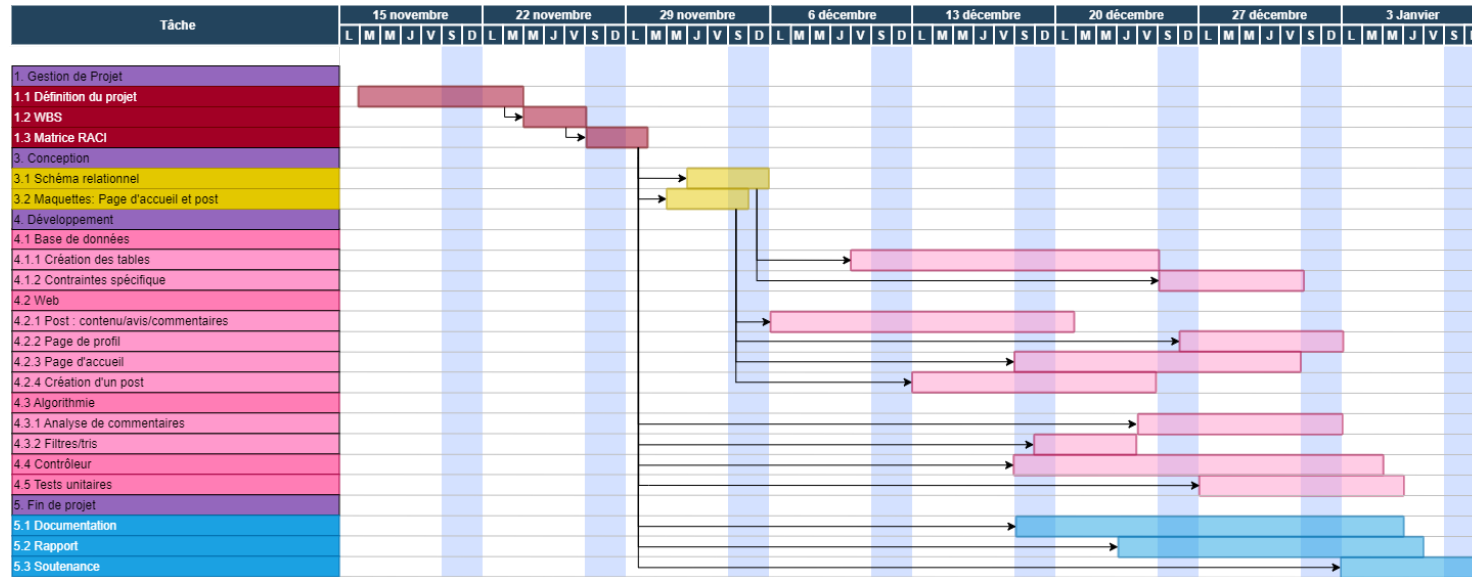 Tâche
15 novembre 22 novembre 29 novembre 6 décembre 13 décembre 20 décembre 27 décembre 3 Janvier
L M M J V S D L M M J V S D L M M J V S D L M M J V S D L M M J V S D L M M J V S D L M M J V S D L M M J V S D
1. Gestion de Projet
1.1 Définition du projet
1.2 WBS
1.3 Matrice RACI
3. Conception
3.1 Schéma relationnel
3.2 Maquettes: Page d'accueil et post
4. Développement
4.1 Base de données
4.1.1 Création des tables
4.1.2 Contraintes spécifique
4.2 Web
4.2.1 Post : contenu/avis/commentaires
4.2.2 Page de profil
4.2.3 Page d'accueil
4.2.4 Création d'un post
4.3 Algorithmie
4.3.1 Analyse de commentaires
4.3.2 Filtres/tris
4.4 Contrôleur
4.5 Tests unitaires
5. Fin de projet
5.1 Documentation
5.2 Rapport
5.3 Soutenance